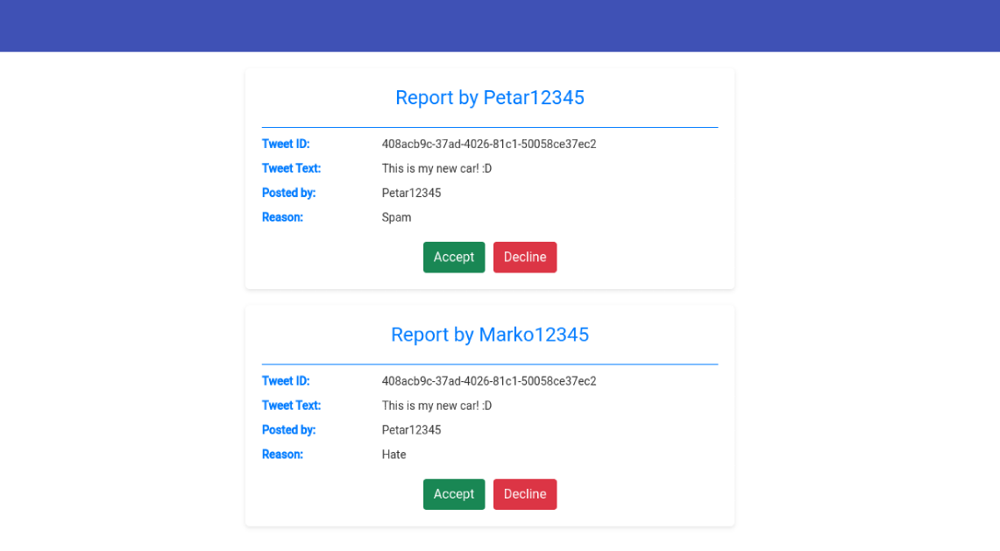 Report by Petar12345
Tweet ID: 408acb9c-37ad-4026-81c1-50058ce37ec2
Tweet Text: This is my new car! :D
Posted by: Petar12345
Reason: Spam
Accept Decline
Report by Marko12345
Tweet ID: 408acb9c-37ad-4026-81c1-50058ce37ec2
Tweet Text: This is my new car! :D
Posted by: Petar12345
Reason: Hate
Accept Decline